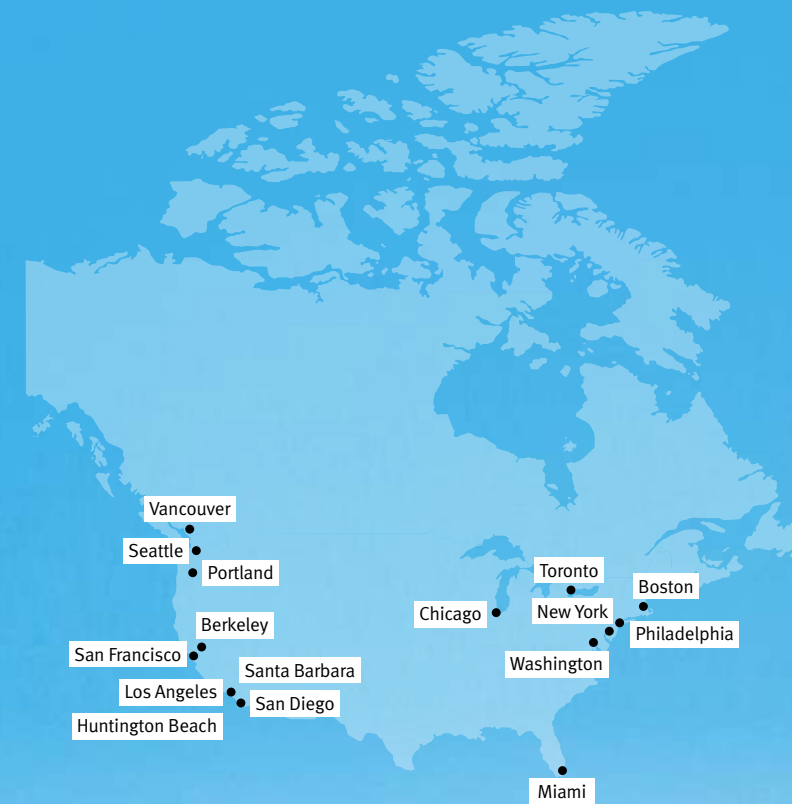 Vancouver
Seattle
Portland
Toronto
Boston
Chicago
New York
Berkeley
Philadelphia
San Francisco
Washington
Santa Barbara
Los Angeles
San Diego
Huntington Beach
Miami